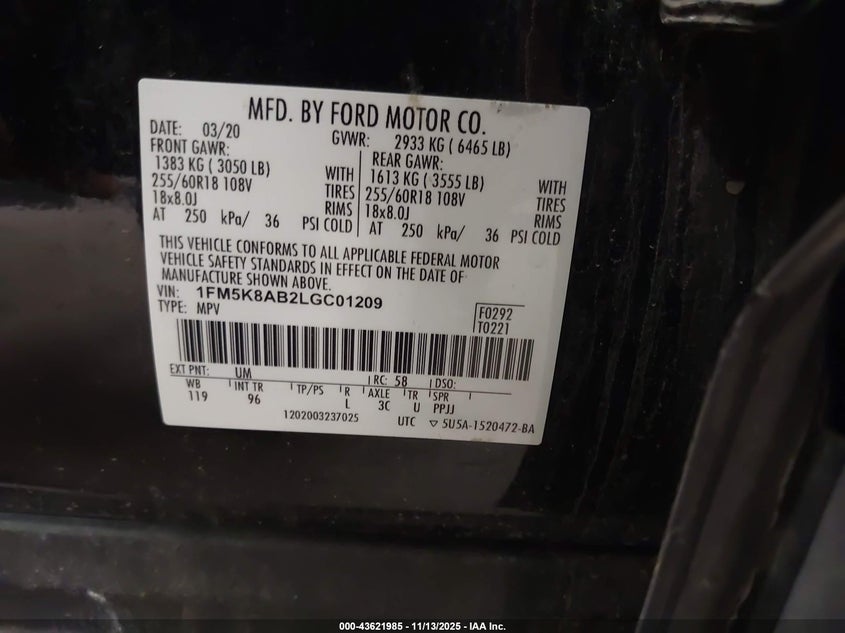 MFD. BY FORD MOTOR CO.
DATE: 03/20 GVWR: 2933 KG ( 6465 LB)
FRONT GAWR: REAR GAWR:
1383 KG ( 3050 LB) WITH 1613 KG ( 3555 LB) WITH
255/60R18 108V TIRES 255/60R18 108V TIRES
18x8.0J RIMS 18x8.0J RIMS
AT 250 kPa/ 36 PSI COLD AT 250 kPa/ 36 PSI COLD
THIS VEHICLE CONFORMS TO ALL APPLICABLE FEDERAL MOTOR
VEHICLE SAFETY STANDARDS IN EFFECT ON THE DATE OF
MANUFACTURE SHOWN ABOVE.
VIN: 1FM5K8AB2LGC01209
TYPE: MPV
F0292
T0221
EXT PNT: UM RC: 58 DSO:
WB INT TR TP/PS R AXLE TR SPR
119 96 L 3C U PPJJ
1202003237025 UTC ▽ 5U5A-1520472-BA
000-43621985 - 11/13/2025 - IAA Inc.